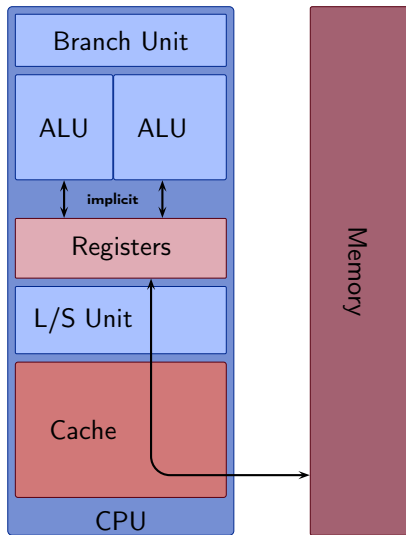 Branch Unit
ALU ALU
implicit
Registers
L/S Unit
Cache
CPU
Memory